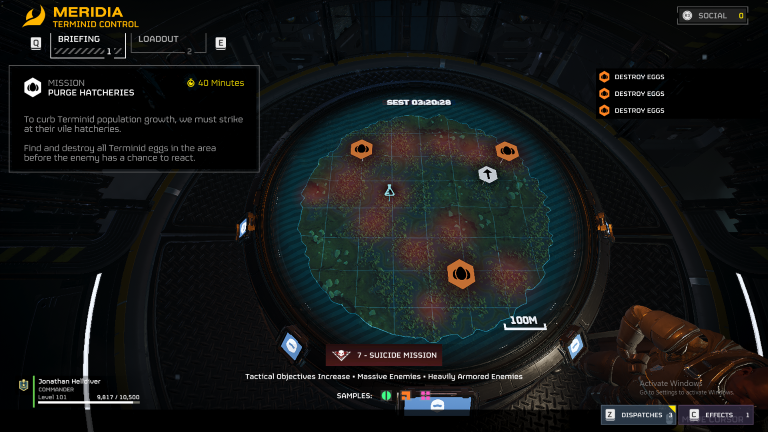 MERIDIA
TERMINID CONTROL
SOCIAL 0
Q BRIEFING 1 LOADOUT 2 E
MISSION
PURGE HATCHERIES
40 Minutes
To curb Terminid population growth, we must strike
at their vile hatcheries.
Find and destroy all Terminid eggs in the area
before the enemy has a chance to react.
DESTROY EGGS
DESTROY EGGS
DESTROY EGGS
SEST 03:20:28
100M
7 - SUICIDE MISSION
Tactical Objectives Increase • Massive Enemies • Heavily Armored Enemies
SAMPLES:
Jonathan Helldiver
COMMANDER
Level 101 9,817 / 10,500
Activate Windows
Go to Settings to activate Windows.
Z DISPATCHES 3 C EFFECTS 1
MOVE CURSOR